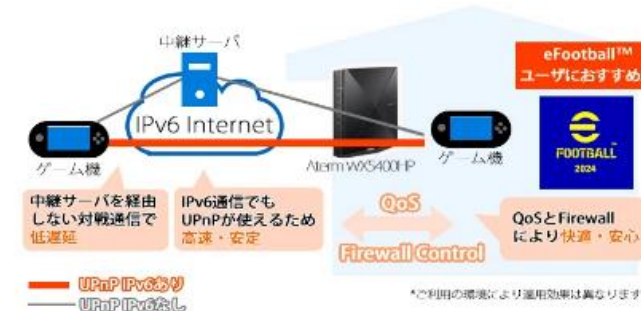 中継サーバ
IPv6 Internet
ゲーム機
Aterm WX5400HP
ゲーム機
eFootball™
ユーザにおすすめ
FOOTBALL
2024
中継サーバを経由
しない対戦通信で
低遅延
IPv6通信でも
UPnPが使えるため
高速・安定
QoS
Firewall Control
QoSとFirewall
により快適・安心
UPnP IPv6あり
UPnP IPv6なし
*ご利用の環境により運用効果は異なります